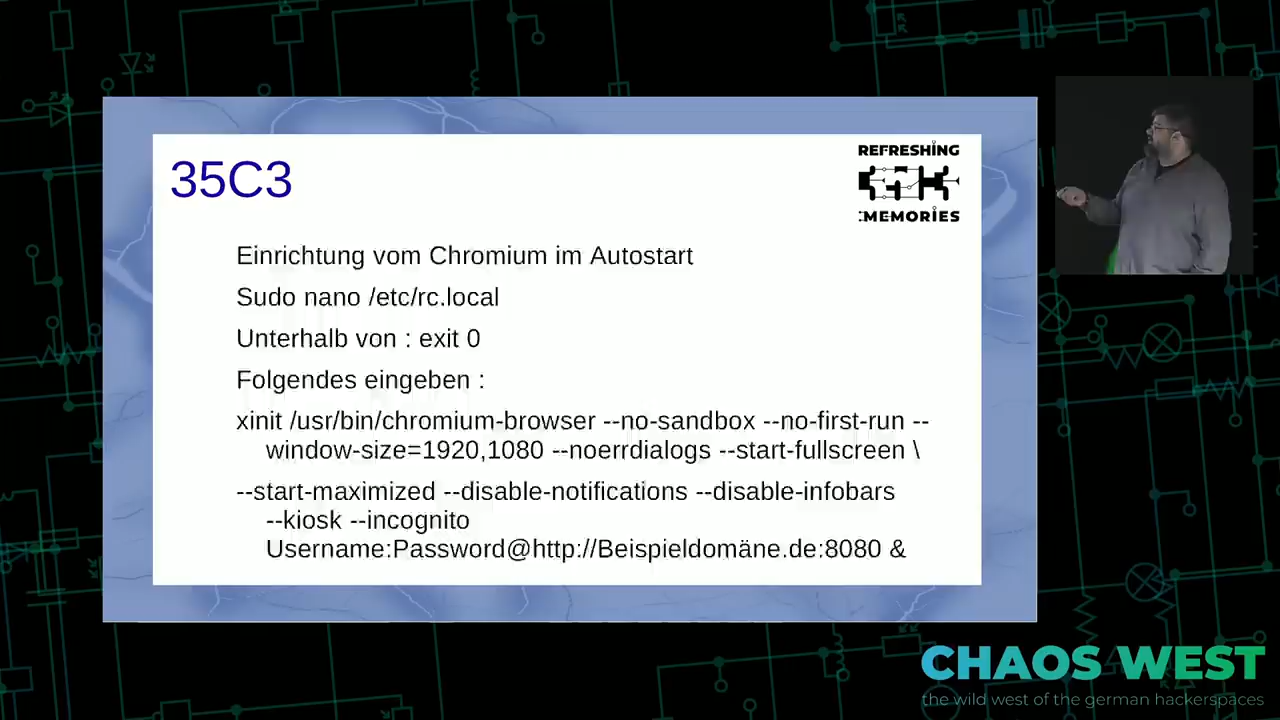 35C3
REFRESHING
:MEMORIES
Einrichtung vom Chromium im Autostart
Sudo nano /etc/rc.local
Unterhalb von : exit 0
Folgendes eingeben :
xinit /usr/bin/chromium-browser --no-sandbox --no-first-run --
window-size=1920,1080 --noerrdialogs --start-fullscreen \
--start-maximized --disable-notifications --disable-infobars
--kiosk --incognito
Username:Password@http://Beispieldomäne.de:8080 &
CHAOS WEST
the wild west of the german hackerspaces